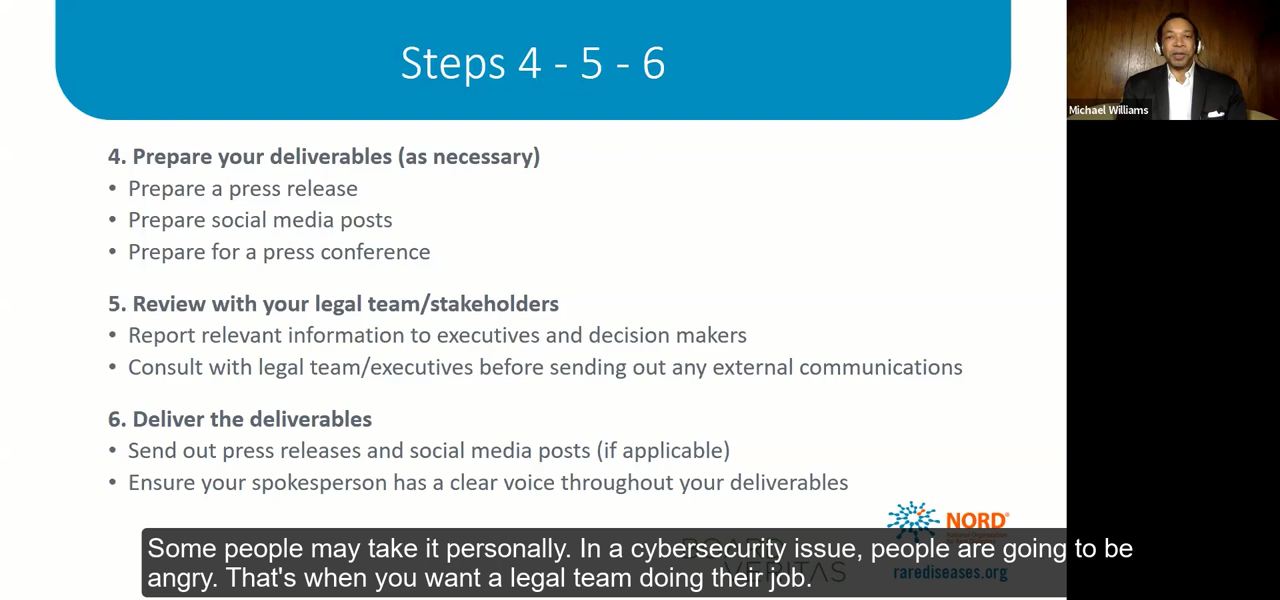 Steps 4 - 5 - 6
Michael Williams
4. Prepare your deliverables (as necessary)
• Prepare a press release
• Prepare social media posts
• Prepare for a press conference
5. Review with your legal team/stakeholders
• Report relevant information to executives and decision makers
• Consult with legal team/executives before sending out any external communications
6. Deliver the deliverables
• Send out press releases and social media posts (if applicable)
• Ensure your spokesperson has a clear voice throughout your deliverables
NORD®
Some people may take it personally. In a cybersecurity issue, people are going to be
angry. That's when you want a legal team doing their job.
VERITAS
rarediseases.org